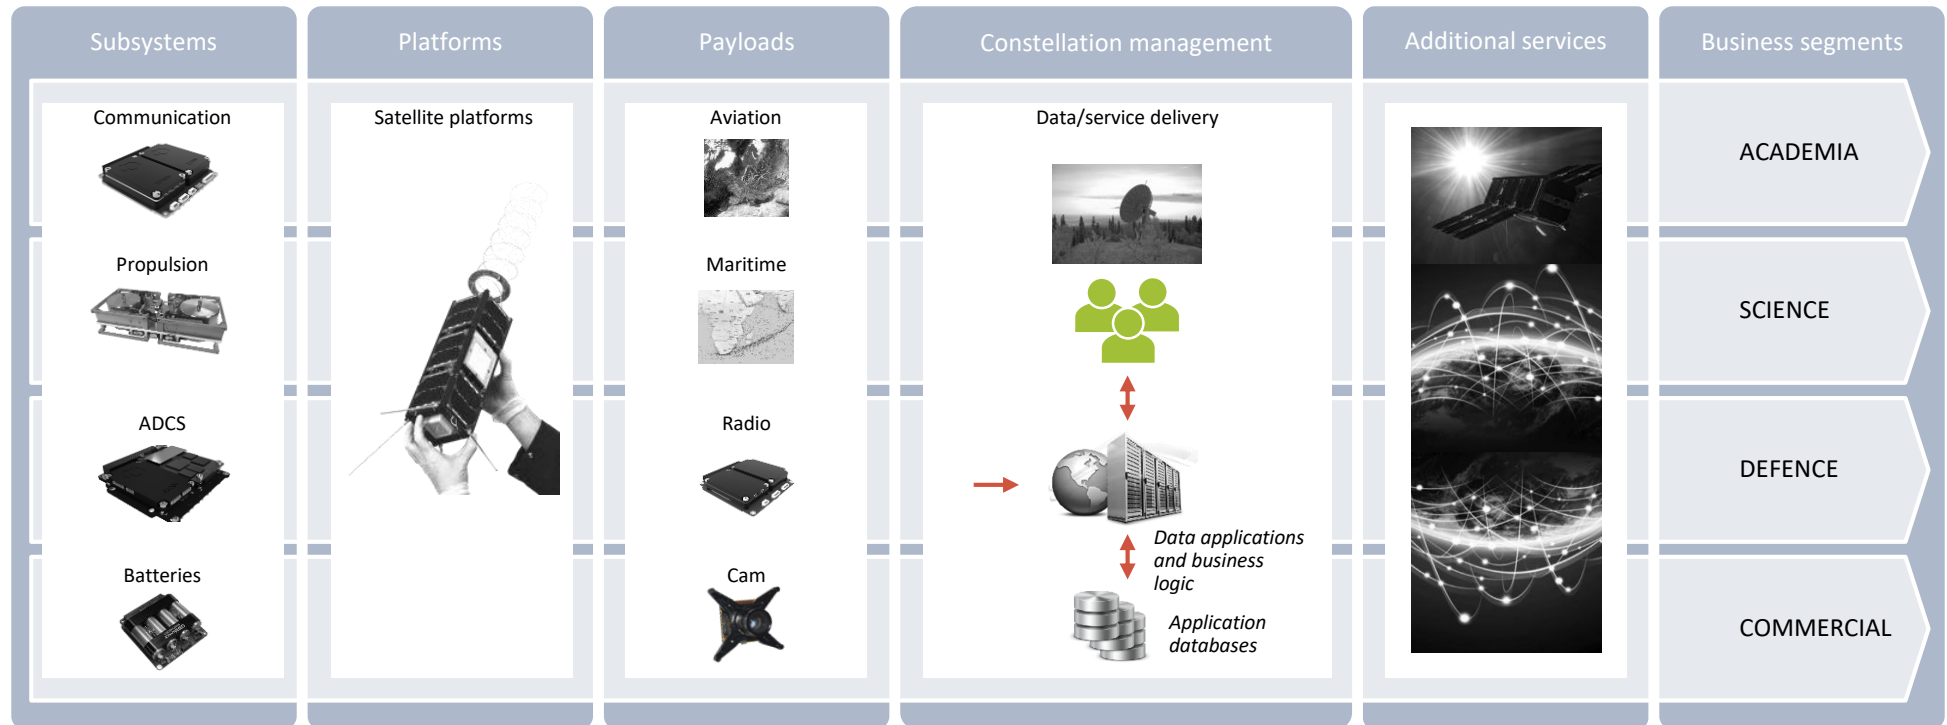 Subsystems
Platforms
Payloads
Constellation management
Additional services
Business segments
Communication
Propulsion
ADCS
Batteries
Satellite platforms
Aviation
Maritime
Radio
Cam
Data/service delivery
Data applications
and business
logic
Application
databases
ACADEMIA
SCIENCE
DEFENCE
COMMERCIAL